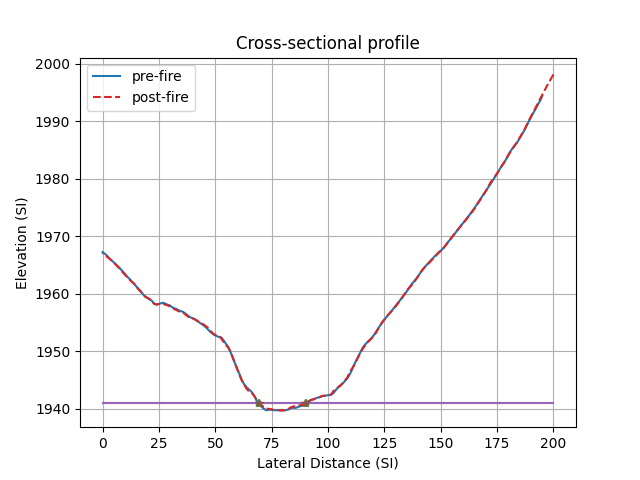 Cross-sectional profile
pre-fire
post-fire
2000
1990
1980
1970
1960
1950
1940
Elevation (SI)
0 25 50 75 100 125 150 175 200
Lateral Distance (SI)